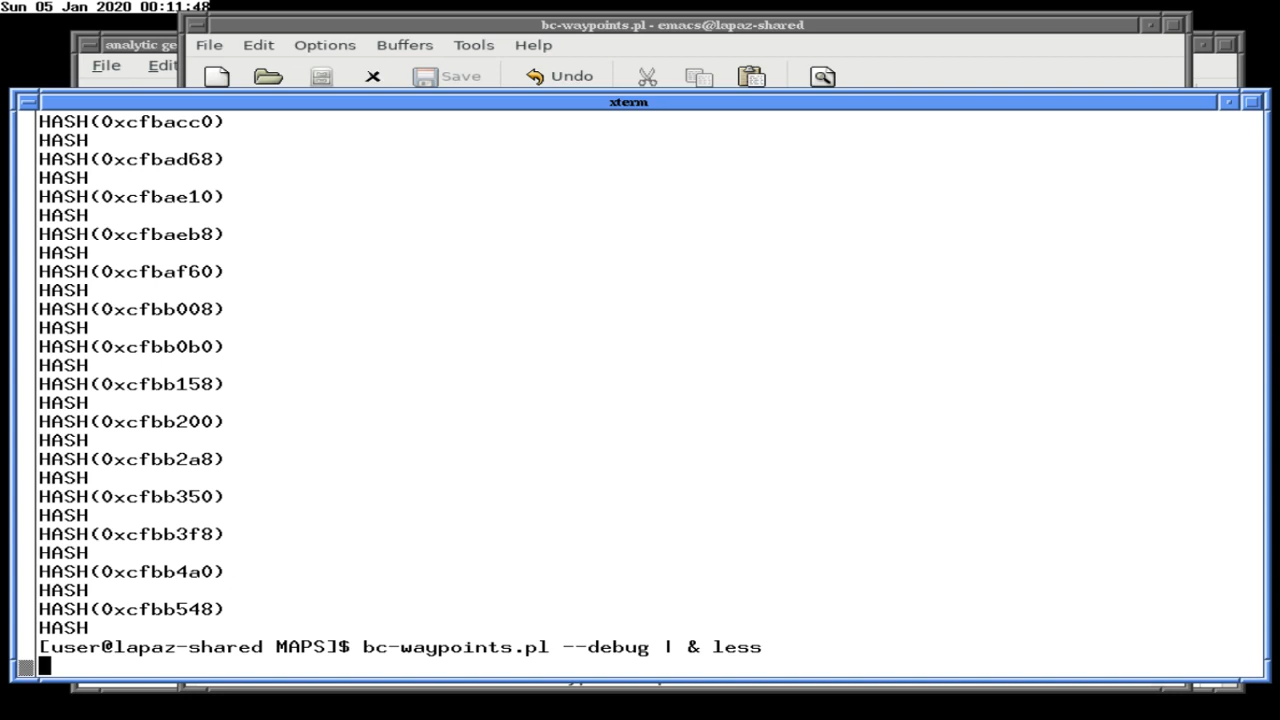 Sun 05 Jan 2020 00:11:48
bc-waypoints.pl - emacs@lapaz-shared
analytic ge
File Edit Options Buffers Tools Help
File Edit
Save Undo
xterm
HASH(0xcfbacc0)
HASH
HASH(0xcfbad68)
HASH
HASH(0xcfbae10)
HASH
HASH(0xcfbaeb8)
HASH
HASH(0xcfbaf60)
HASH
HASH(0xcfbb008)
HASH
HASH(0xcfbb0b0)
HASH
HASH(0xcfbb158)
HASH
HASH(0xcfbb200)
HASH
HASH(0xcfbb2a8)
HASH
HASH(0xcfbb350)
HASH
HASH(0xcfbb3f8)
HASH
HASH(0xcfbb4a0)
HASH
HASH(0xcfbb548)
HASH
[user@lapaz-shared MAPS]$ bc-waypoints.pl --debug | & less